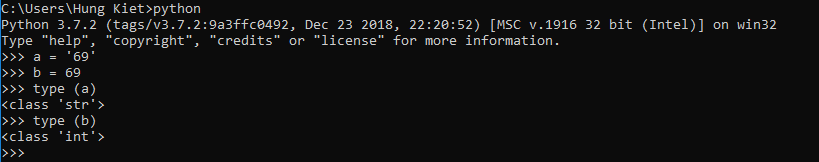 C:\Users\Hung Kiet>python
Python 3.7.2 (tags/v3.7.2:9a3ffc0492, Dec 23 2018, 22:20:52) [MSC v.1916 32 bit (Intel)] on win32
Type "help", "copyright", "credits" or "license" for more information.
>>> a = '69'
>>> b = 69
>>> type (a)
<class 'str'>
>>> type (b)
<class 'int'>
>>>